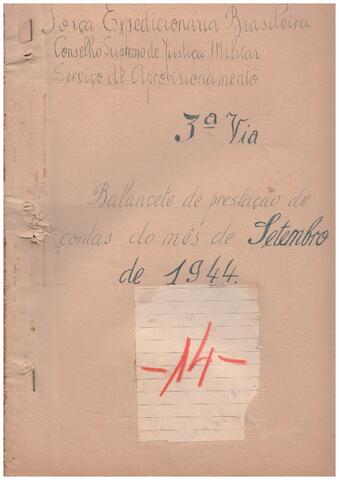 Força Expedicionaria Brasileira
Conselho Supremo de Justiça Militar
Serviço de Aprovisionamento
3ª Via
Balancete de prestação de
contas do mês de Setembro
de 1944.
-14-